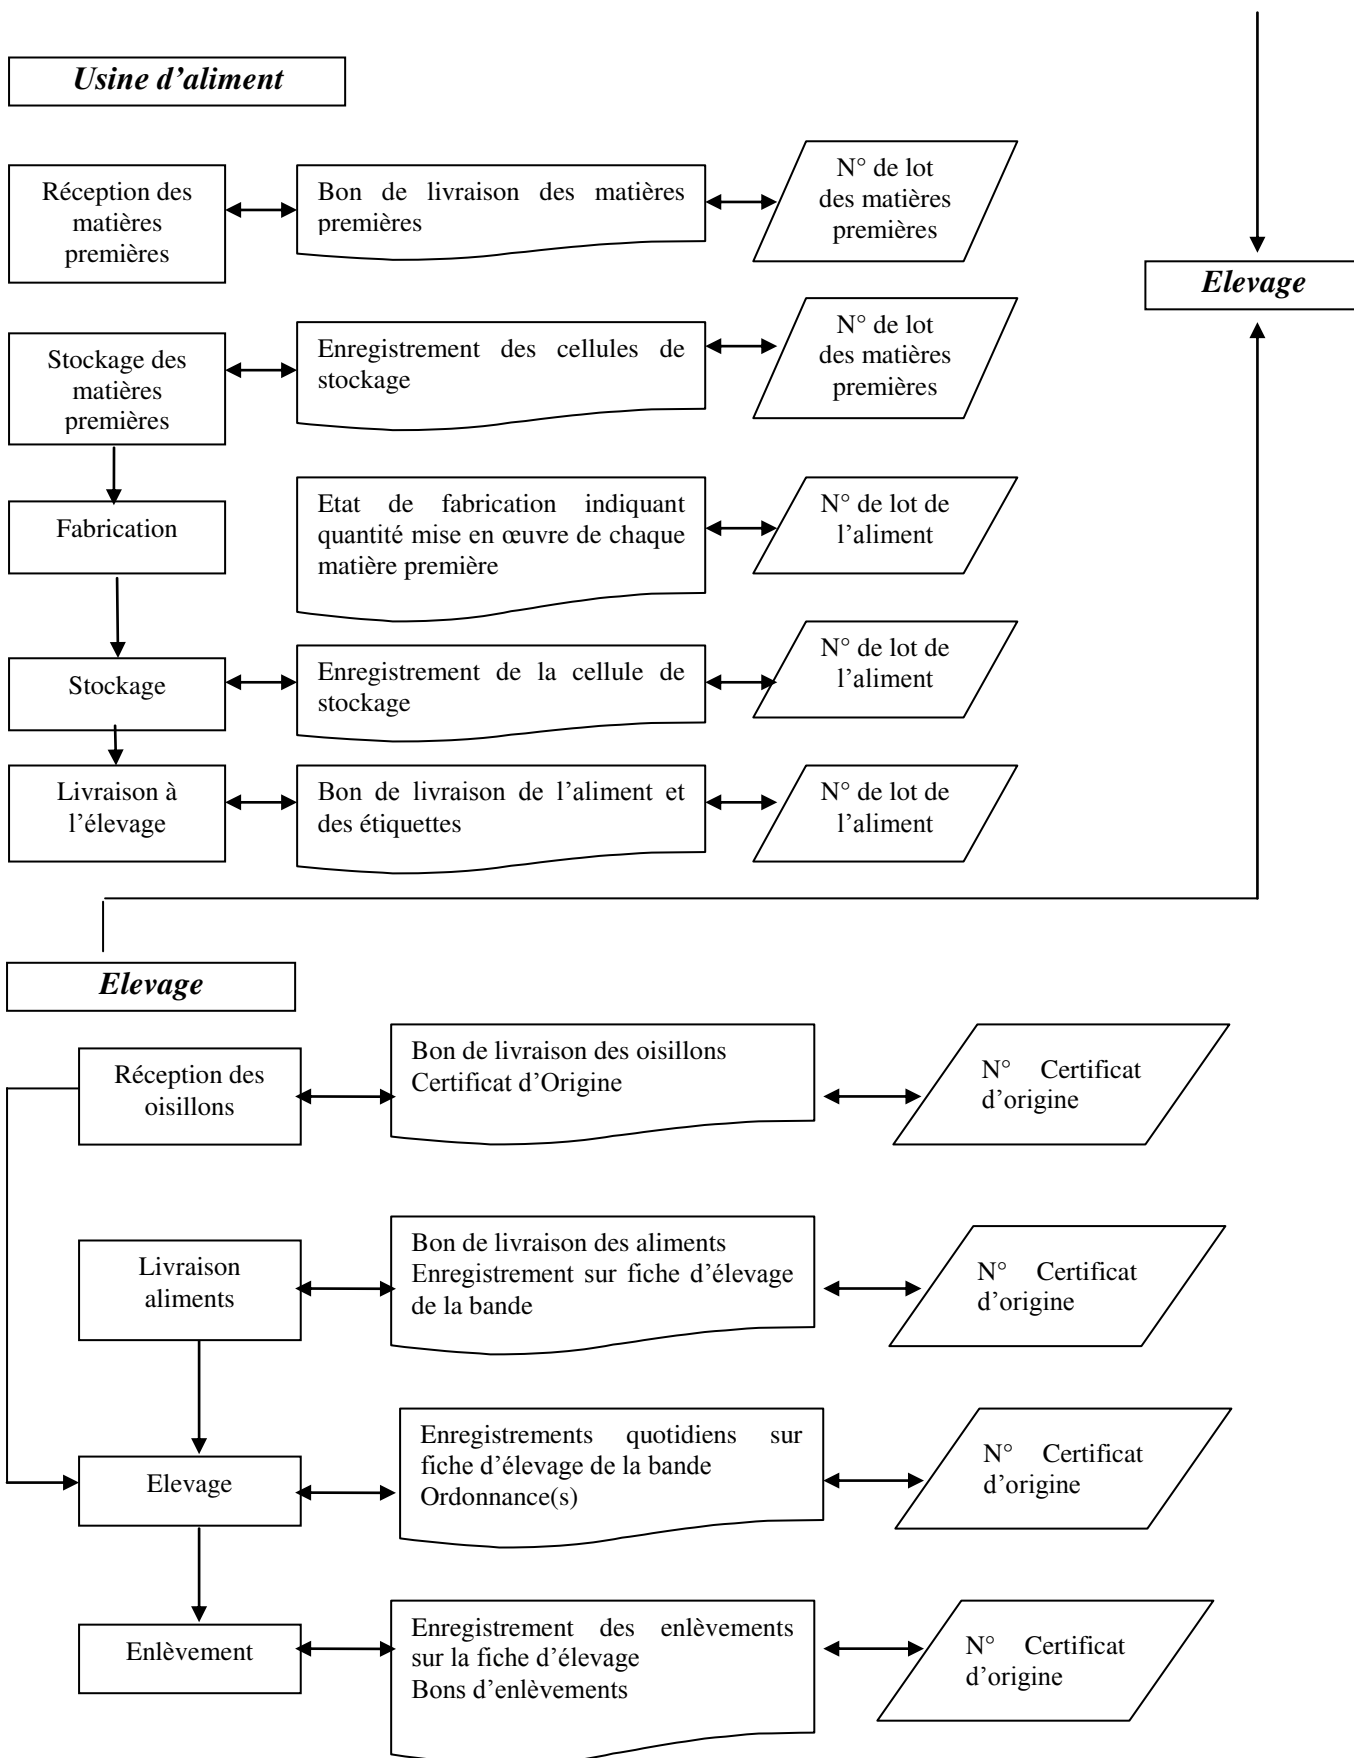 Usine d’aliment
Réception des
matières
premières
Bon de livraison des matières
premières
N° de lot
des matières
premières
Elevage
Stockage des
matières
premières
Enregistrement des cellules de
stockage
N° de lot
des matières
premières
Fabrication
Etat de fabrication indiquant
quantité mise en œuvre de chaque
matière première
N° de lot de
l’aliment
Stockage
Enregistrement de la cellule de
stockage
N° de lot de
l’aliment
Livraison à
l’élevage
Bon de livraison de l’aliment et
des étiquettes
N° de lot de
l’aliment
Elevage
Réception des
oisillons
Bon de livraison des oisillons
Certificat d’Origine
N° Certificat
d’origine
Livraison
aliments
Bon de livraison des aliments
Enregistrement sur fiche d’élevage
de la bande
N° Certificat
d’origine
Elevage
Enregistrements quotidiens sur
fiche d’élevage de la bande
Ordonnance(s)
N° Certificat
d’origine
Enlèvement
Enregistrement des enlèvements
sur la fiche d’élevage
Bons d’enlèvements
N° Certificat
d’origine